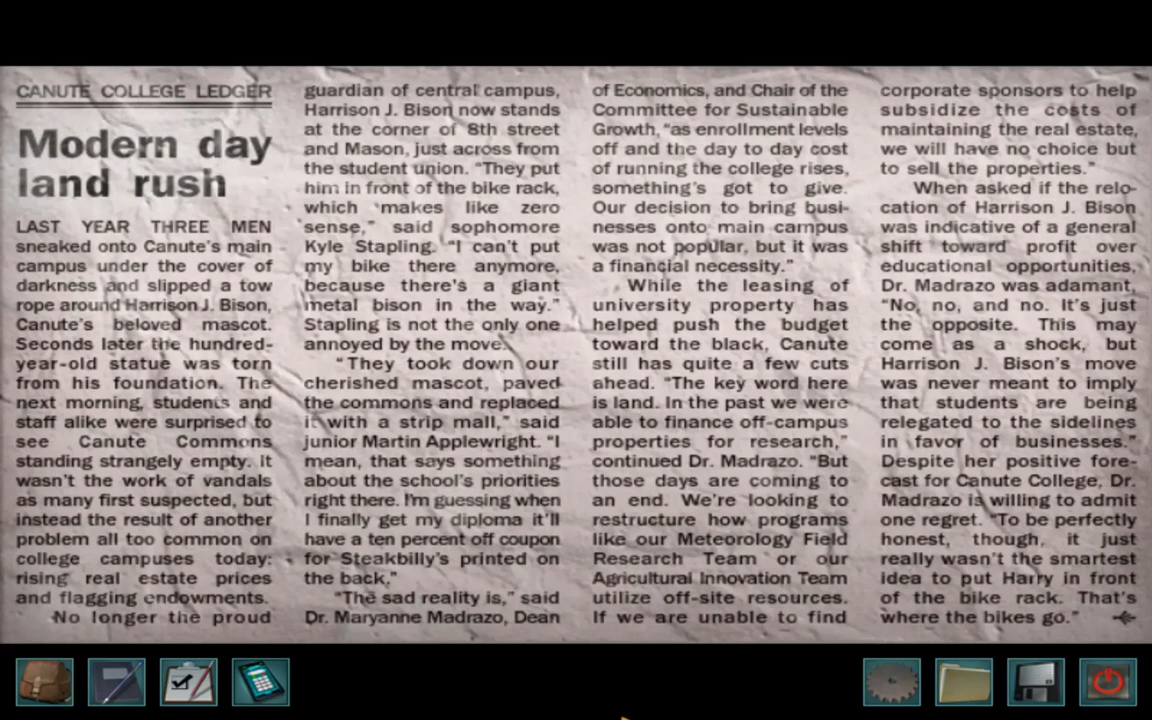 CANUTE COLLEGE LEDGER
Modern day
land rush
LAST YEAR THREE MEN
sneaked onto Canute's main
campus under the cover of
darkness and slipped a tow
rope around Harrison J. Bison,
Canute's beloved mascot.
Seconds later the hundred-
year-old statue was torn
from his foundation. The
next morning, students and
staff alike were surprised to
see Canute Commons
standing strangely empty. It
wasn't the work of vandals
as many first suspected, but
instead the result of another
problem all too common on
college campuses today:
rising real estate prices
and flagging endowments.
No longer the proud
guardian of central campus,
Harrison J. Bison now stands
at the corner of 8th street
and Mason, just across from
the student union. "They put
him in front of the bike rack,
which makes like zero
sense," said sophomore
Kyle Stapling. "I can't put
my bike there anymore,
because there's a giant
metal bison in the way."
Stapling is not the only one
annoyed by the move.
"They took down our
cherished mascot, paved
the commons and replaced
it with a strip mall," said
junior Martin Applewright. "I
mean, that says something
about the school's priorities
right there. I'm guessing when
I finally get my diploma it'll
have a ten percent off coupon
for Steakbilly's printed on
the back."
"The sad reality is," said
Dr. Maryanne Madrazo, Dean
of Economics, and Chair of the
Committee for Sustainable
Growth, "as enrollment levels
off and the day to day cost
of running the college rises,
something's got to give.
Our decision to bring busi-
nesses onto main campus
was not popular, but it was
a financial necessity."
While the leasing of
university property has
helped push the budget
toward the black, Canute
still has quite a few cuts
ahead. "The key word here
is land. In the past we were
able to finance off-campus
properties for research,"
continued Dr. Madrazo. "But
those days are coming to
an end. We're looking to
restructure how programs
like our Meteorology Field
Research Team or our
Agricultural Innovation Team
utilize off-site resources.
If we are unable to find
corporate sponsors to help
subsidize the costs of
maintaining the real estate,
we will have no choice but
to sell the properties."
When asked if the relo-
cation of Harrison J. Bison
was indicative of a general
shift toward profit over
educational opportunities,
Dr. Madrazo was adamant,
"No, no, and no. It's just
the opposite. This may
come as a shock, but
Harrison J. Bison's move
was never meant to imply
that students are being
relegated to the sidelines
in favor of businesses."
Despite her positive fore-
cast for Canute College, Dr.
Madrazo is willing to admit
one regret. "To be perfectly
honest, though, it just
really wasn't the smartest
idea to put Harry in front
of the bike rack. That's
where the bikes go."